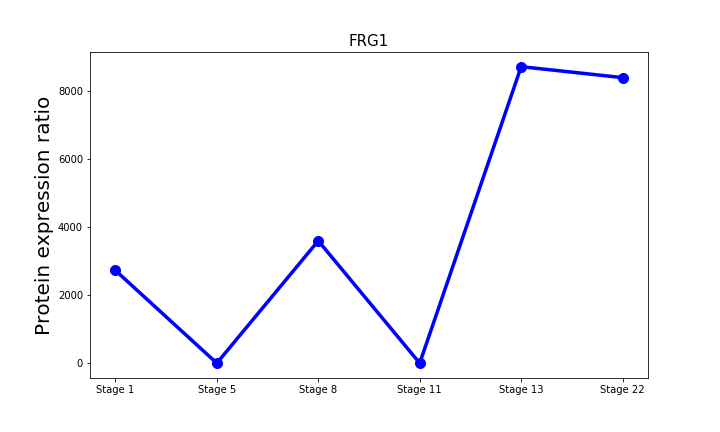 FRG1
Protein expression ratio
8000
6000
4000
2000
0
Stage 1 Stage 5 Stage 8 Stage 11 Stage 13 Stage 22